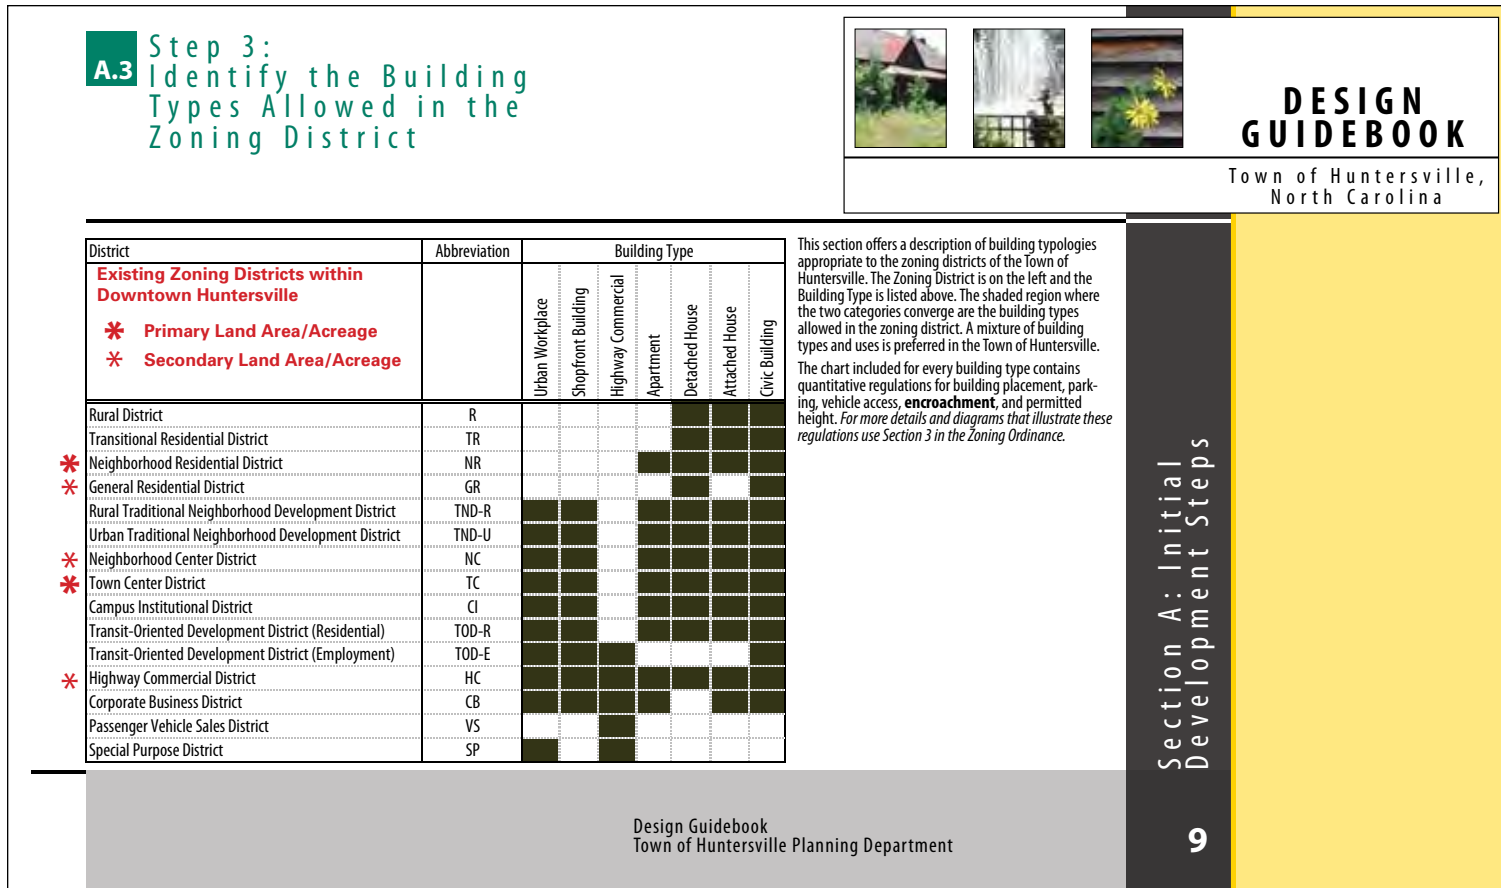 A.3
Step 3:
Identify the Building
Types Allowed in the
Zoning District
DESIGN
GUIDEBOOK
Town of Huntersville,
North Carolina
District Abbreviation Building Type
Existing Zoning Districts within
Downtown Huntersville
* Primary Land Area/Acreage
* Secondary Land Area/Acreage
Urban Workplace
Shopfront Building
Highway Commercial
Apartment
Detached House
Attached House
Civic Building
Rural District R
Transitional Residential District TR
* Neighborhood Residential District NR
* General Residential District GR
Rural Traditional Neighborhood Development District TND-R
Urban Traditional Neighborhood Development District TND-U
* Neighborhood Center District NC
* Town Center District TC
Campus Institutional District CI
Transit-Oriented Development District (Residential) TOD-R
Transit-Oriented Development District (Employment) TOD-E
* Highway Commercial District HC
Corporate Business District CB
Passenger Vehicle Sales District VS
Special Purpose District SP
This section offers a description of building typologies
appropriate to the zoning districts of the Town of
Huntersville. The Zoning District is on the left and the
Building Type is listed above. The shaded region where
the two categories converge are the building types
allowed in the zoning district. A mixture of building
types and uses is preferred in the Town of Huntersville.
The chart included for every building type contains
quantitative regulations for building placement, park-
ing, vehicle access, encroachment, and permitted
height. For more details and diagrams that illustrate these
regulations use Section 3 in the Zoning Ordinance.
Section A: Initial
Development Steps
Design Guidebook
Town of Huntersville Planning Department
9